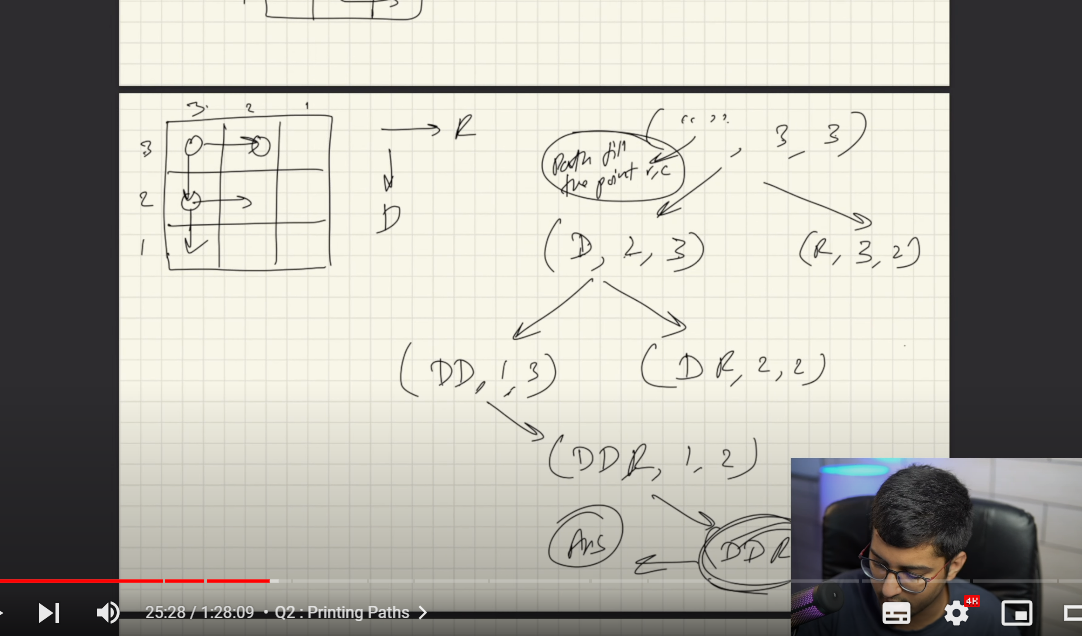 3 2 1
3
2
1
R
D
Path till
the point r,c
( " " , 3, 3)
(D, 2, 3)
(R, 3, 2)
(DD, 1, 3)
(DR, 2, 2)
(DDR, 1, 2)
(DDR
Ans
25:28 / 1:28:09 • Q2 : Printing Paths
4K